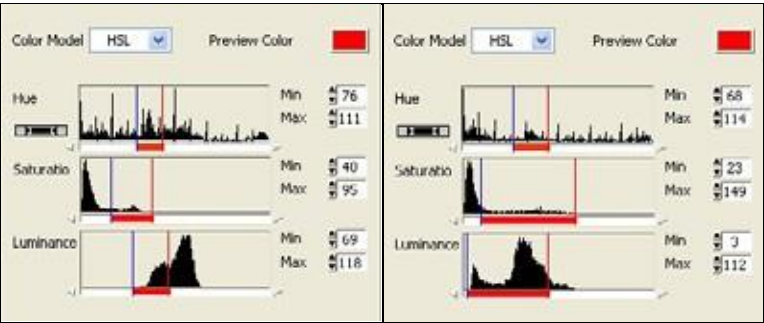 Color Model HSL Preview Color
Hue Min 76
Max 111
Saturatio Min 40
Max 95
Luminance Min 69
Max 118
Color Model HSL Preview Color
Hue Min 68
Max 114
Saturatio Min 23
Max 149
Luminance Min 3
Max 112